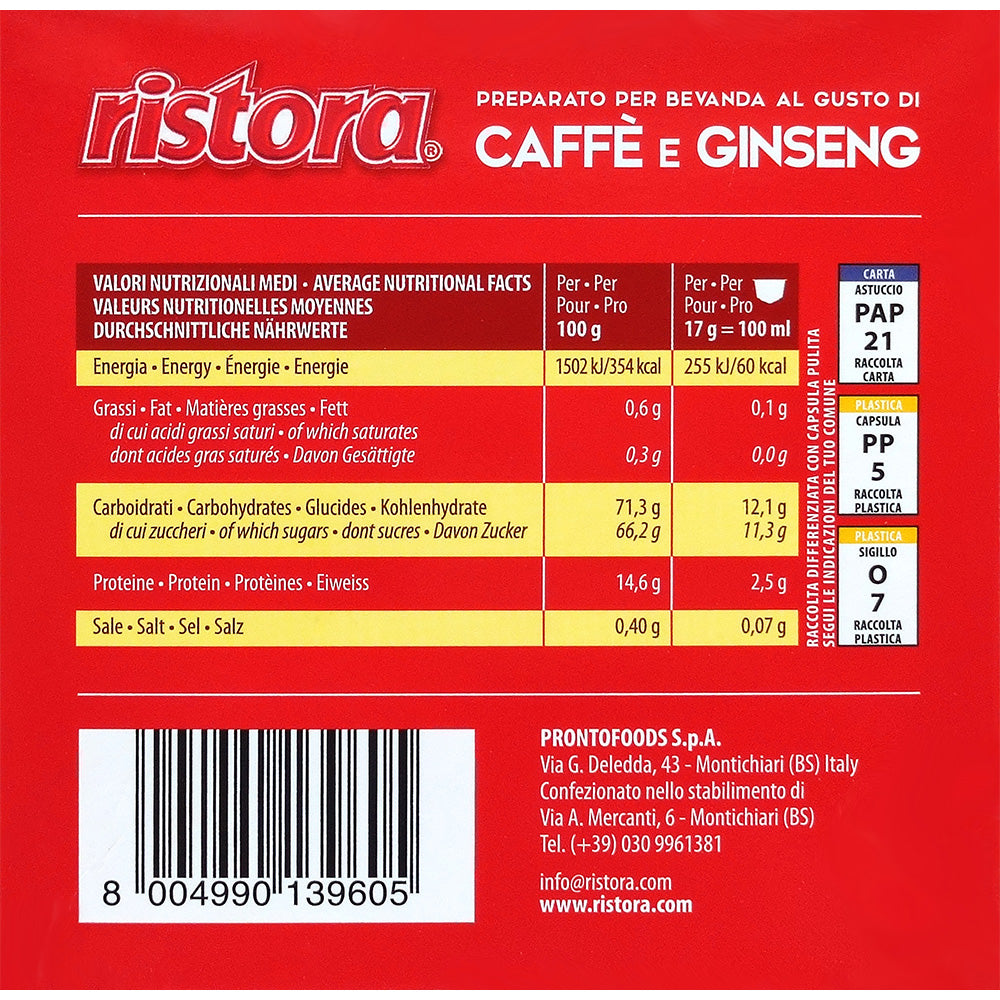 ristora®
PREPARATO PER BEVANDA AL GUSTO DI
CAFFÈ E GINSENG
VALORI NUTRIZIONALI MEDI • AVERAGE NUTRITIONAL FACTS
VALEURS NUTRITIONELLES MOYENNES
DURCHSCHNITTLICHE NÄHRWERTE
Per • Per
Pour • Pro
100 g
Per • Per
Pour • Pro
17 g = 100 ml
Energia • Energy • Énergie • Energie 1502 kJ/354 kcal 255 kJ/60 kcal
Grassi • Fat • Matières grasses • Fett 0,6 g 0,1 g
di cui acidi grassi saturi • of which saturates
dont acides gras saturés • Davon Gesättigte 0,3 g 0,0 g
Carboidrati • Carbohydrates • Glucides • Kohlenhydrate 71,3 g 12,1 g
di cui zuccheri • of which sugars • dont sucres • Davon Zucker 66,2 g 11,3 g
Proteine • Protein • Protèines • Eiweiss 14,6 g 2,5 g
Sale • Salt • Sel • Salz 0,40 g 0,07 g
RACCOLTA DIFFERENZIATA CON CAPSULA PULITA
SEGUI LE INDICAZIONI DEL TUO COMUNE
CARTA
ASTUCCIO
PAP
21
RACCOLTA
CARTA
PLASTICA
CAPSULA
PP
5
RACCOLTA
PLASTICA
PLASTICA
SIGILLO
O
7
RACCOLTA
PLASTICA
8 004990 139605
PRONTOFOODS S.p.A.
Via G. Deledda, 43 - Montichiari (BS) Italy
Confezionato nello stabilimento di
Via A. Mercanti, 6 - Montichiari (BS)
Tel. (+39) 030 9961381
info@ristora.com
www.ristora.com